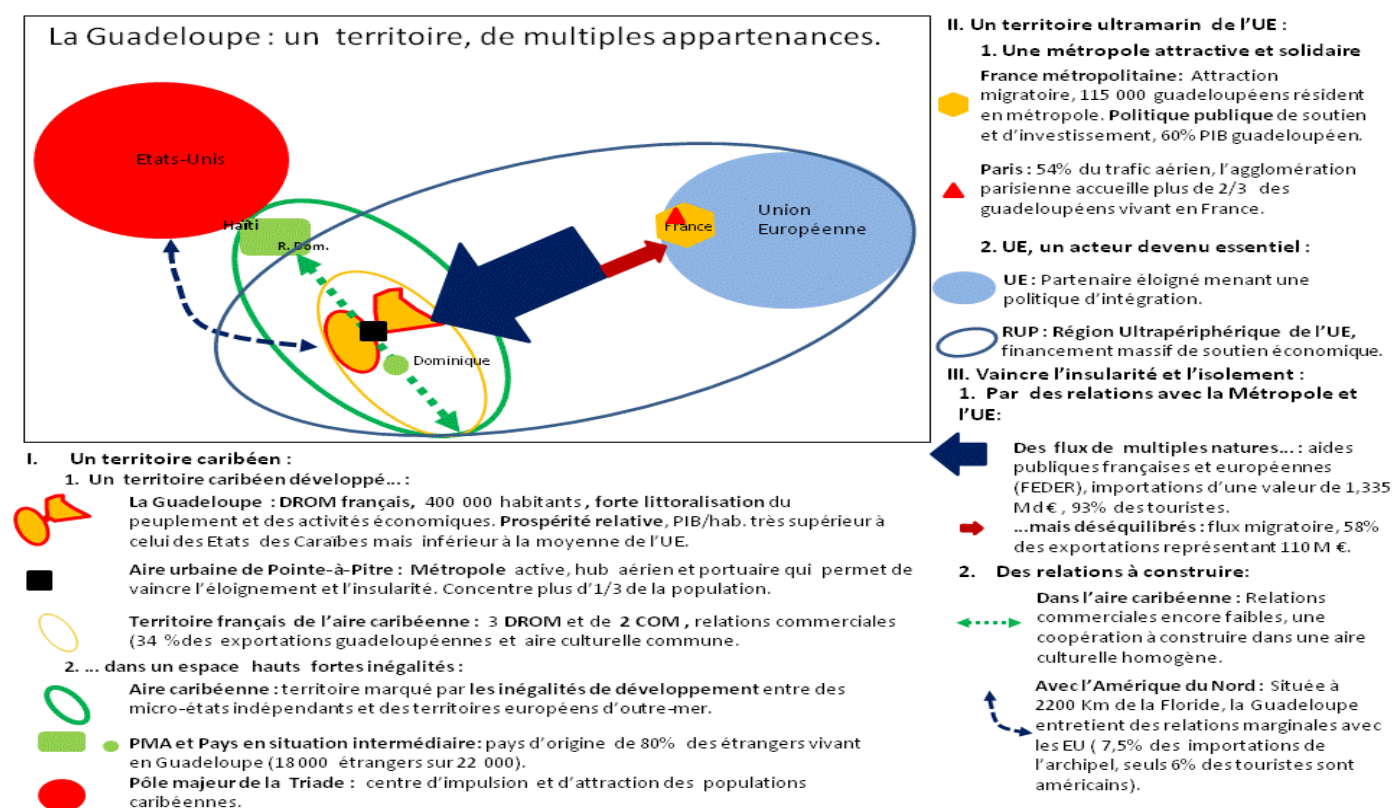 La Guadeloupe : un territoire, de multiples appartenances.
Etats-Unis
Haïti
R. Dom.
Dominique
France
Union
Européenne
I. Un territoire caribéen :
1. Un territoire caribéen développé... :
La Guadeloupe : DROM français, 400 000 habitants , forte littoralisation du
peuplement et des activités économiques. Prospérité relative, PIB/hab. très supérieur à
celui des Etats des Caraïbes mais inférieur à la moyenne de l'UE.
Aire urbaine de Pointe-à-Pitre : Métropole active, hub aérien et portuaire qui permet de
vaincre l'éloignement et l'insularité. Concentre plus d'1/3 de la population.
Territoire français de l'aire caribéenne : 3 DROM et de 2 COM , relations commerciales
(34 %des exportations guadeloupéennes et aire culturelle commune.
2. ... dans un espace hauts fortes inégalités :
Aire caribéenne : territoire marqué par les inégalités de développement entre des
micro-états indépendants et des territoires européens d'outre-mer.
PMA et Pays en situation intermédiaire: pays d'origine de 80% des étrangers vivant
en Guadeloupe (18 000 étrangers sur 22 000).
Pôle majeur de la Triade : centre d'impulsion et d'attraction des populations
caribéennes.
II. Un territoire ultramarin de l'UE :
1. Une métropole attractive et solidaire
France métropolitaine: Attraction
migratoire, 115 000 guadeloupéens résident
en métropole. Politique publique de soutien
et d'investissement, 60% PIB guadeloupéen.
Paris : 54% du trafic aérien, l'agglomération
parisienne accueille plus de 2/3 des
guadeloupéens vivant en France.
2. UE, un acteur devenu essentiel :
UE : Partenaire éloigné menant une
politique d'intégration.
RUP : Région Ultrapériphérique de l'UE,
financement massif de soutien économique.
III. Vaincre l'insularité et l'isolement :
1. Par des relations avec la Métropole et
l'UE:
Des flux de multiples natures... : aides
publiques françaises et européennes
(FEDER), importations d'une valeur de 1,335
Md € , 93% des touristes.
...mais déséquilibrés : flux migratoire, 58%
des exportations représentant 110 M €.
2. Des relations à construire:
Dans l'aire caribéenne : Relations
commerciales encore faibles, une
coopération à construire dans une aire
culturelle homogène.
Avec l'Amérique du Nord : Située à
2200 Km de la Floride, la Guadeloupe
entretient des relations marginales avec
les EU ( 7,5% des importations de
l'archipel, seuls 6% des touristes sont
américains).